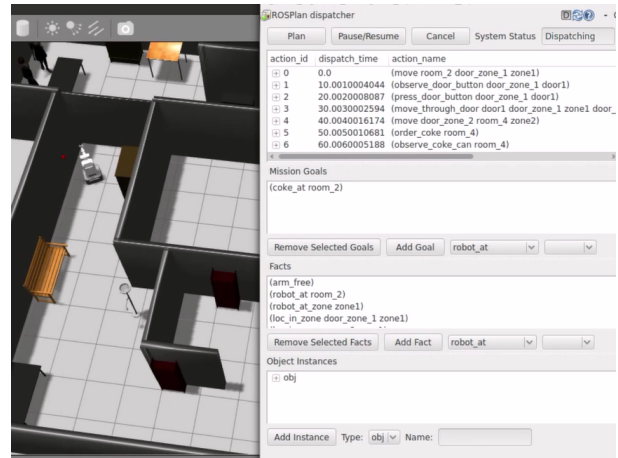 ROSPlan dispatcher
Plan Pause/Resume Cancel System Status Dispatching
action_id dispatch_time action_name
0 0.0 (move room_2 door_zone_1 zone1)
1 10.0010004044 (observe_door_button door_zone_1 door1)
2 20.0020008087 (press_door_button door_zone_1 door1)
3 30.0030002594 (move_through_door door1 door_zone_1 zone1 door_
4 40.0040016174 (move door_zone_2 room_4 zone2)
5 50.0050010681 (order_coke room_4)
6 60.0060005188 (observe_coke_can room_4)
Mission Goals
(coke_at room_2)
Remove Selected Goals Add Goal robot_at
Facts
(arm_free)
(robot_at room_2)
(robot_at_zone zone1)
(loc_in_zone door_zone_1 zone1)
Remove Selected Facts Add Fact robot_at
Object Instances
obj
Add Instance Type: obj Name: